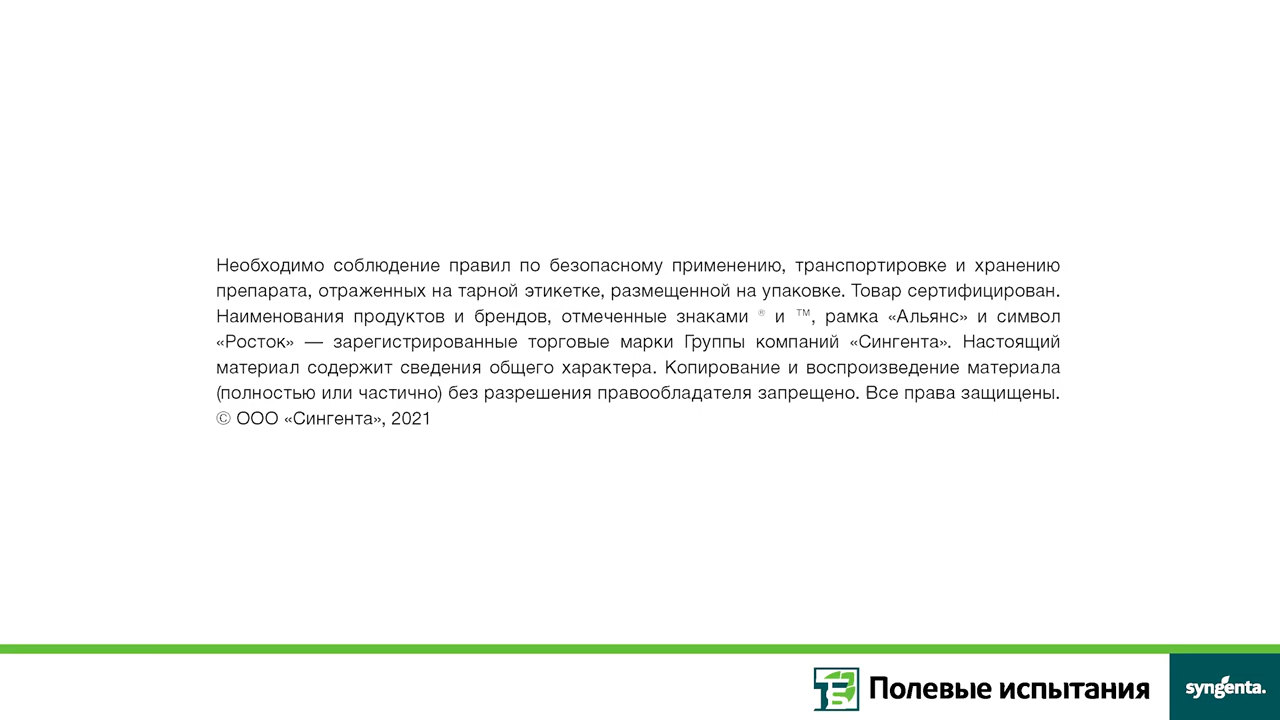 Необходимо соблюдение правил по безопасному применению, транспортировке и хранению
препарата, отраженных на тарной этикетке, размещенной на упаковке. Товар сертифицирован.
Наименования продуктов и брендов, отмеченные знаками ® и ™, рамка «Альянс» и символ
«Росток» — зарегистрированные торговые марки Группы компаний «Сингента». Настоящий
материал содержит сведения общего характера. Копирование и воспроизведение материала
(полностью или частично) без разрешения правообладателя запрещено. Все права защищены.
© ООО «Сингента», 2021
Полевые испытания
syngenta.